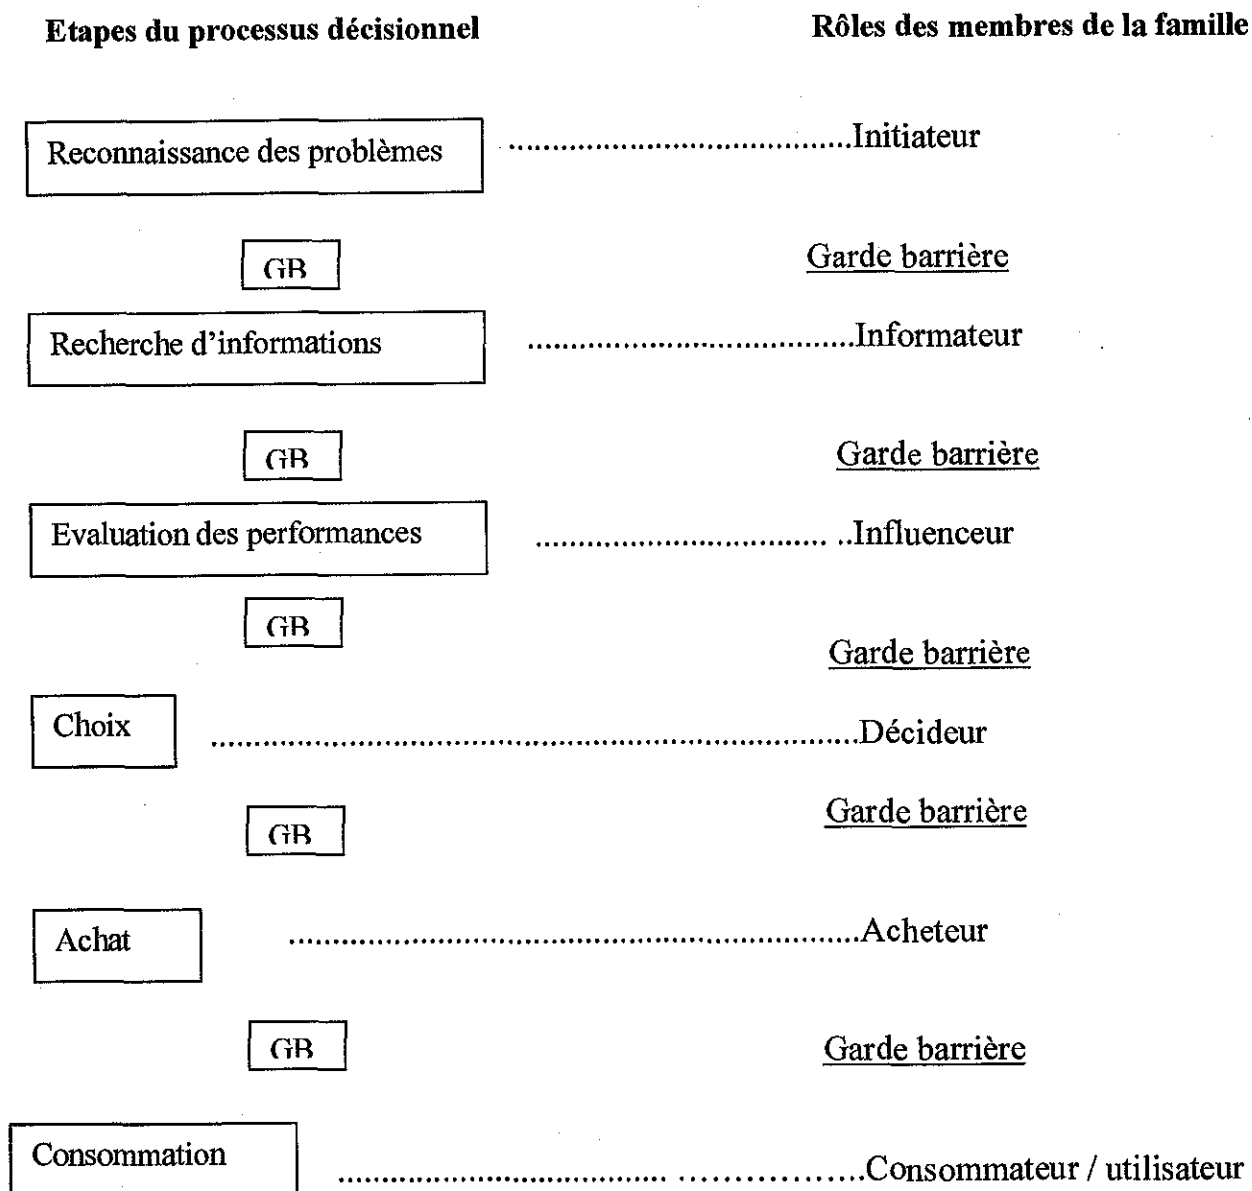 Etapes du processus décisionnel Rôles des membres de la famille
Reconnaissance des problèmes ........................................Initiateur
GB Garde barrière
Recherche d'informations ......................................Informateur
GB Garde barrière
Evaluation des performances ................................. ..Influenceur
GB
Garde barrière
Choix ...........................................................................Décideur
GB Garde barrière
Achat ..................................................................Acheteur
GB Garde barrière
Consommation ...................................... ..................Consommateur / utilisateur